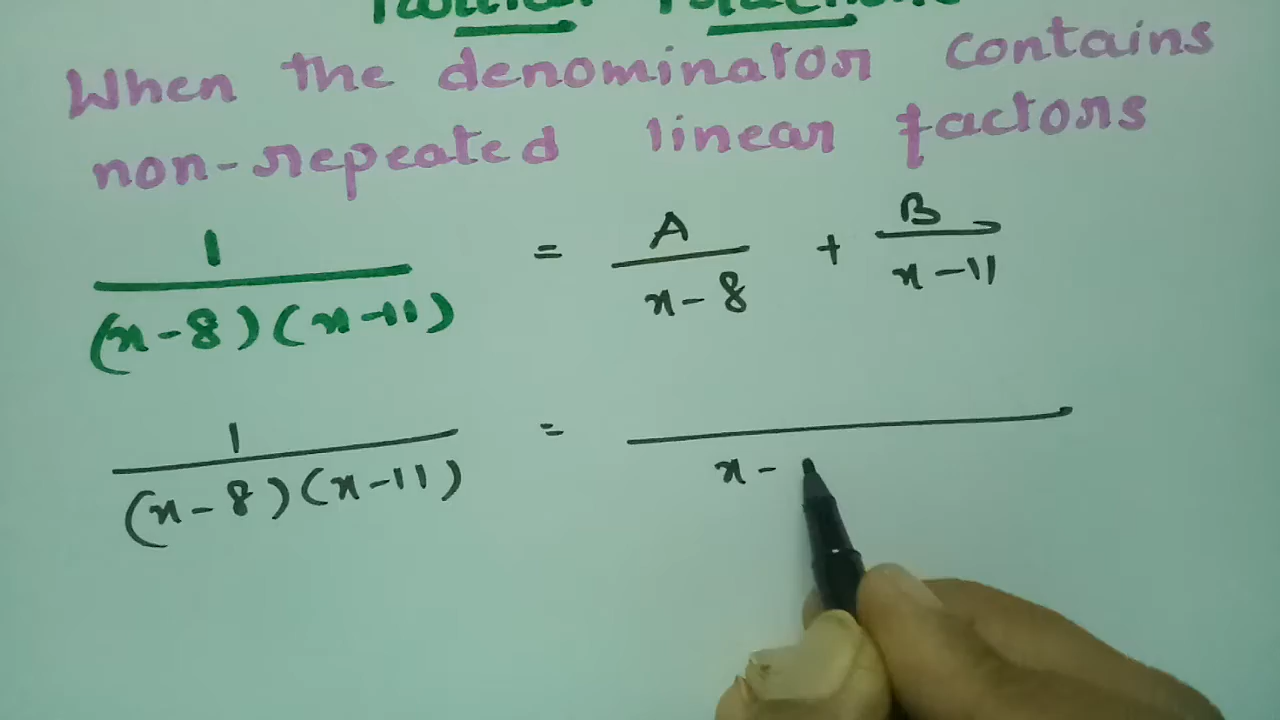 When the denominator contains
non-repeated linear factors
1/(x-8)(x-11) = A/x-8 + B/x-11
1/(x-8)(x-11) = /x-